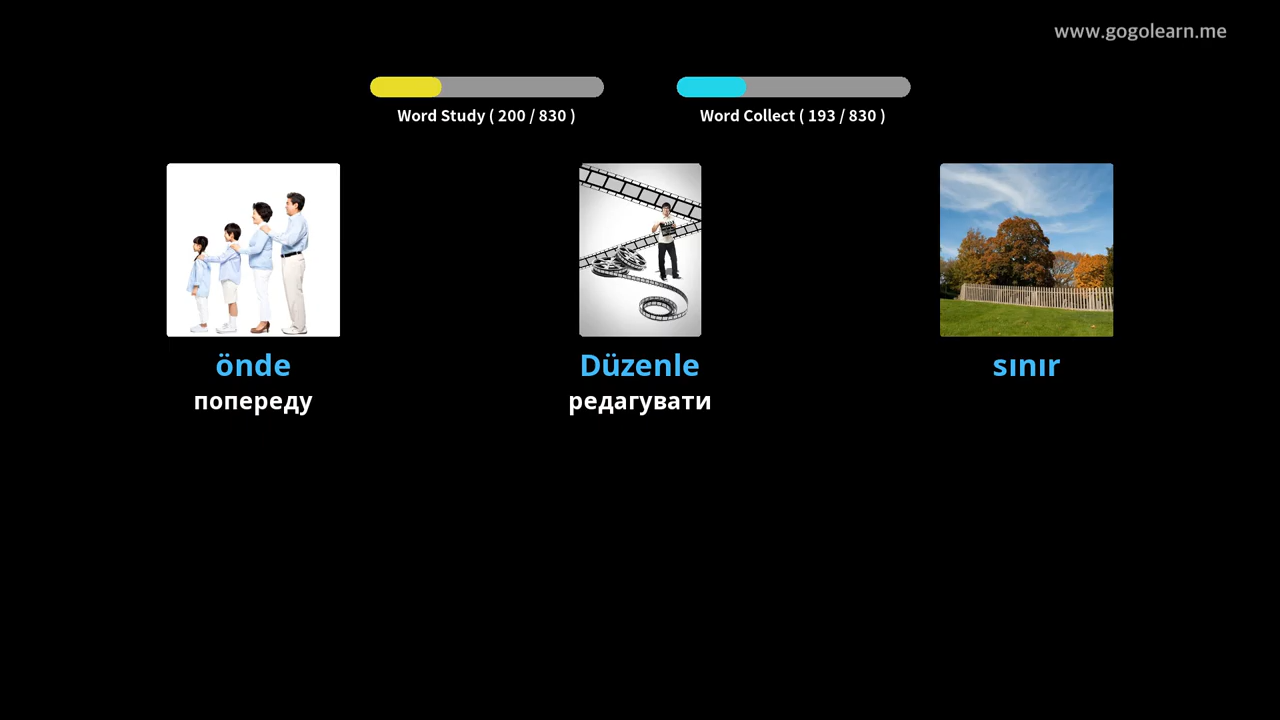 www.gogolearn.me
Word Study ( 200 / 830 )
Word Collect ( 193 / 830 )
önde
Düzenle
sınır
попереду
редагувати